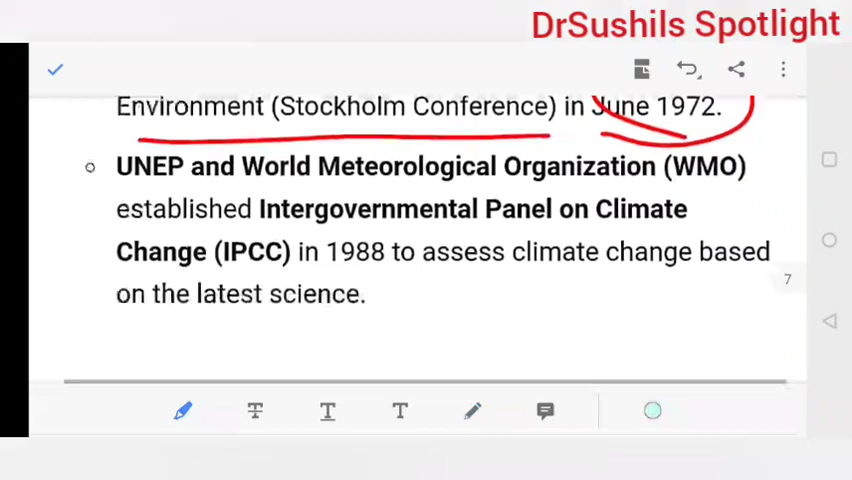 DrSushils Spotlight
Environment (Stockholm Conference) in June 1972.
UNEP and World Meteorological Organization (WMO)
established Intergovernmental Panel on Climate
Change (IPCC) in 1988 to assess climate change based
7
on the latest science.
T
T
T